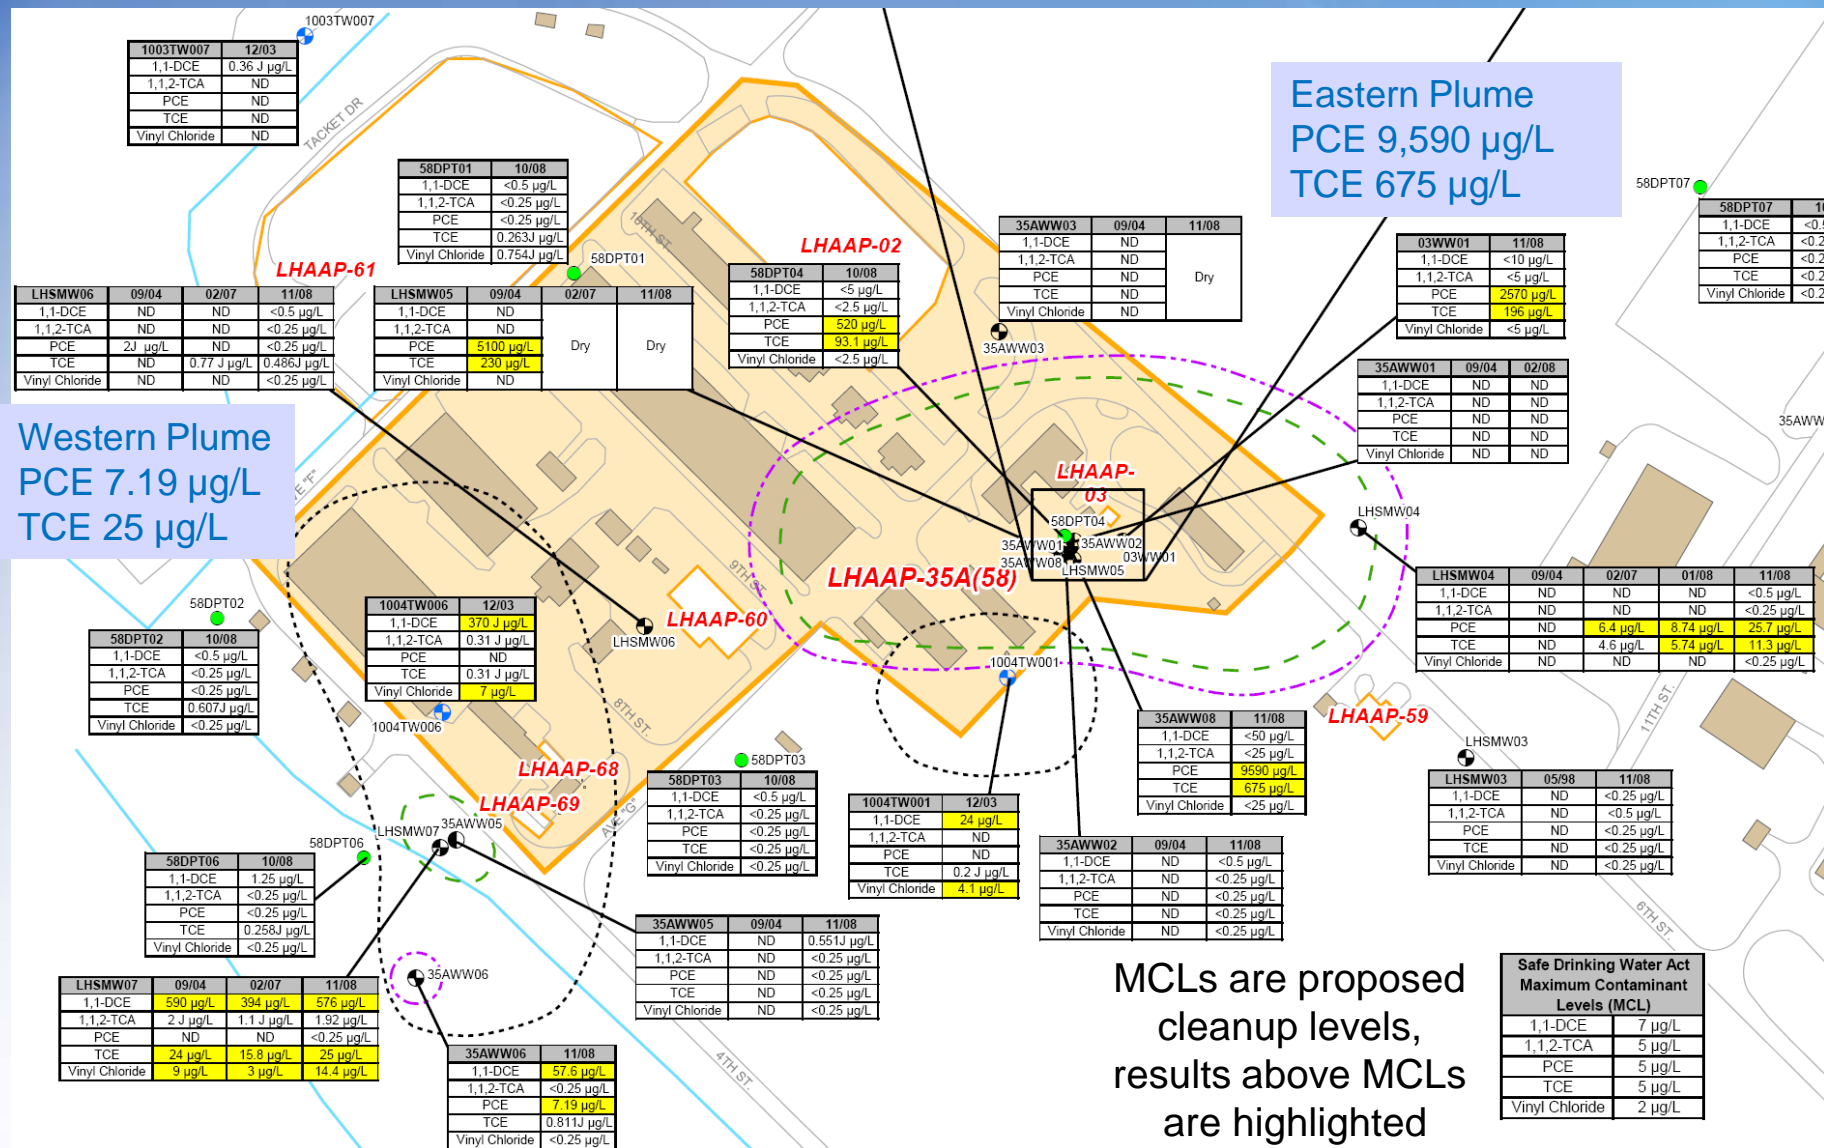 1003TW007
1003TW007 12/03
1,1-DCE 0.36 J µg/L
1,1,2-TCA ND
PCE ND
TCE ND
Vinyl Chloride ND
TACKET DR
Eastern Plume
PCE 9,590 µg/L
TCE 675 µg/L
58DPT01 10/08
1,1-DCE <0.5 µg/L
1,1,2-TCA <0.25 µg/L
PCE <0.25 µg/L
TCE 0.263J µg/L
Vinyl Chloride 0.754J µg/L
58DPT01
10TH ST.
LHAAP-02
LHAAP-61
58DPT04 10/08
1,1-DCE <5 µg/L
1,1,2-TCA <2.5 µg/L
PCE 520 µg/L
TCE 93.1 µg/L
Vinyl Chloride <2.5 µg/L
35AWW03 09/04 11/08
1,1-DCE ND
1,1,2-TCA ND
PCE ND Dry
TCE ND
Vinyl Chloride ND
35AWW03
03WW01 11/08
1,1-DCE <10 µg/L
1,1,2-TCA <5 µg/L
PCE 2570 µg/L
TCE 196 µg/L
Vinyl Chloride <5 µg/L
58DPT07
58DPT07 10
1,1-DCE <0.5
1,1,2-TCA <0.2
PCE <0.2
TCE <0.2
Vinyl Chloride <0.2
LHSMW06 09/04 02/07 11/08
1,1-DCE ND ND <0.5 µg/L
1,1,2-TCA ND ND <0.25 µg/L
PCE 2J µg/L ND <0.25 µg/L
TCE ND 0.77 J µg/L 0.486J µg/L
Vinyl Chloride ND ND <0.25 µg/L
LHSMW05 09/04 02/07 11/08
1,1-DCE ND
1,1,2-TCA ND
PCE 5100 µg/L Dry Dry
TCE 230 µg/L
Vinyl Chloride ND
35AWW01 09/04 02/08
1,1-DCE ND ND
1,1,2-TCA ND ND
PCE ND ND
TCE ND ND
Vinyl Chloride ND ND
35AWW
Western Plume
PCE 7.19 µg/L
TCE 25 µg/L
VE "F"
LHAAP-
03
58DPT04
35AWW01
35AWW02
35AWW08
03WW01
LHSMW05
LHSMW04
LHAAP-35A(58)
9TH ST.
LHSMW04 09/04 02/07 01/08 11/08
1,1-DCE ND ND ND <0.5 µg/L
1,1,2-TCA ND ND ND <0.25 µg/L
PCE ND 6.4 µg/L 8.74 µg/L 25.7 µg/L
TCE ND 4.6 µg/L 5.74 µg/L 11.3 µg/L
Vinyl Chloride ND ND ND <0.25 µg/L
58DPT02
58DPT02 10/08
1,1-DCE <0.5 µg/L
1,1,2-TCA <0.25 µg/L
PCE <0.25 µg/L
TCE 0.607J µg/L
Vinyl Chloride <0.25 µg/L
1004TW006 12/03
1,1-DCE 370 J µg/L
1,1,2-TCA 0.31 J µg/L
PCE ND
TCE 0.31 J µg/L
Vinyl Chloride 7 µg/L
1004TW006
LHSMW06
LHAAP-60
8TH ST.
1004TW001
LHAAP-59
11TH ST.
LHAAP-68
LHAAP-69
AVE "G"
58DPT03
58DPT03 10/08
1,1-DCE <0.5 µg/L
1,1,2-TCA <0.25 µg/L
PCE <0.25 µg/L
TCE <0.25 µg/L
Vinyl Chloride <0.25 µg/L
35AWW08 11/08
1,1-DCE <50 µg/L
1,1,2-TCA <25 µg/L
PCE 9590 µg/L
TCE 675 µg/L
Vinyl Chloride <25 µg/L
LHSMW03
LHSMW03 05/98 11/08
1,1-DCE ND <0.25 µg/L
1,1,2-TCA ND <0.5 µg/L
PCE ND <0.25 µg/L
TCE ND <0.25 µg/L
Vinyl Chloride ND <0.25 µg/L
1004TW001 12/03
1,1-DCE 24 µg/L
1,1,2-TCA ND
PCE ND
TCE 0.2 J µg/L
Vinyl Chloride 4.1 µg/L
LHSMW07
35AWW05
58DPT06
58DPT06 10/08
1,1-DCE 1.25 µg/L
1,1,2-TCA <0.25 µg/L
PCE <0.25 µg/L
TCE 0.258J µg/L
Vinyl Chloride <0.25 µg/L
35AWW02 09/04 11/08
1,1-DCE ND <0.5 µg/L
1,1,2-TCA ND <0.25 µg/L
PCE ND <0.25 µg/L
TCE ND <0.25 µg/L
Vinyl Chloride ND <0.25 µg/L
6TH ST.
35AWW05 09/04 11/08
1,1-DCE ND 0.551J µg/L
1,1,2-TCA ND <0.25 µg/L
PCE ND <0.25 µg/L
TCE ND <0.25 µg/L
Vinyl Chloride ND <0.25 µg/L
35AWW06
LHSMW07 09/04 02/07 11/08
1,1-DCE 590 µg/L 394 µg/L 576 µg/L
1,1,2-TCA 2 J µg/L 1.1 J µg/L 1.92 µg/L
PCE ND ND <0.25 µg/L
TCE 24 µg/L 15.8 µg/L 25 µg/L
Vinyl Chloride 9 µg/L 3 µg/L 14.4 µg/L
35AWW06 11/08
1,1-DCE 57.6 µg/L
1,1,2-TCA <0.25 µg/L
PCE 7.19 µg/L
TCE 0.811J µg/L
Vinyl Chloride <0.25 µg/L
4TH ST.
MCLs are proposed
cleanup levels,
results above MCLs
are highlighted
Safe Drinking Water Act
Maximum Contaminant
Levels (MCL)
1,1-DCE 7 µg/L
1,1,2-TCA 5 µg/L
PCE 5 µg/L
TCE 5 µg/L
Vinyl Chloride 2 µg/L